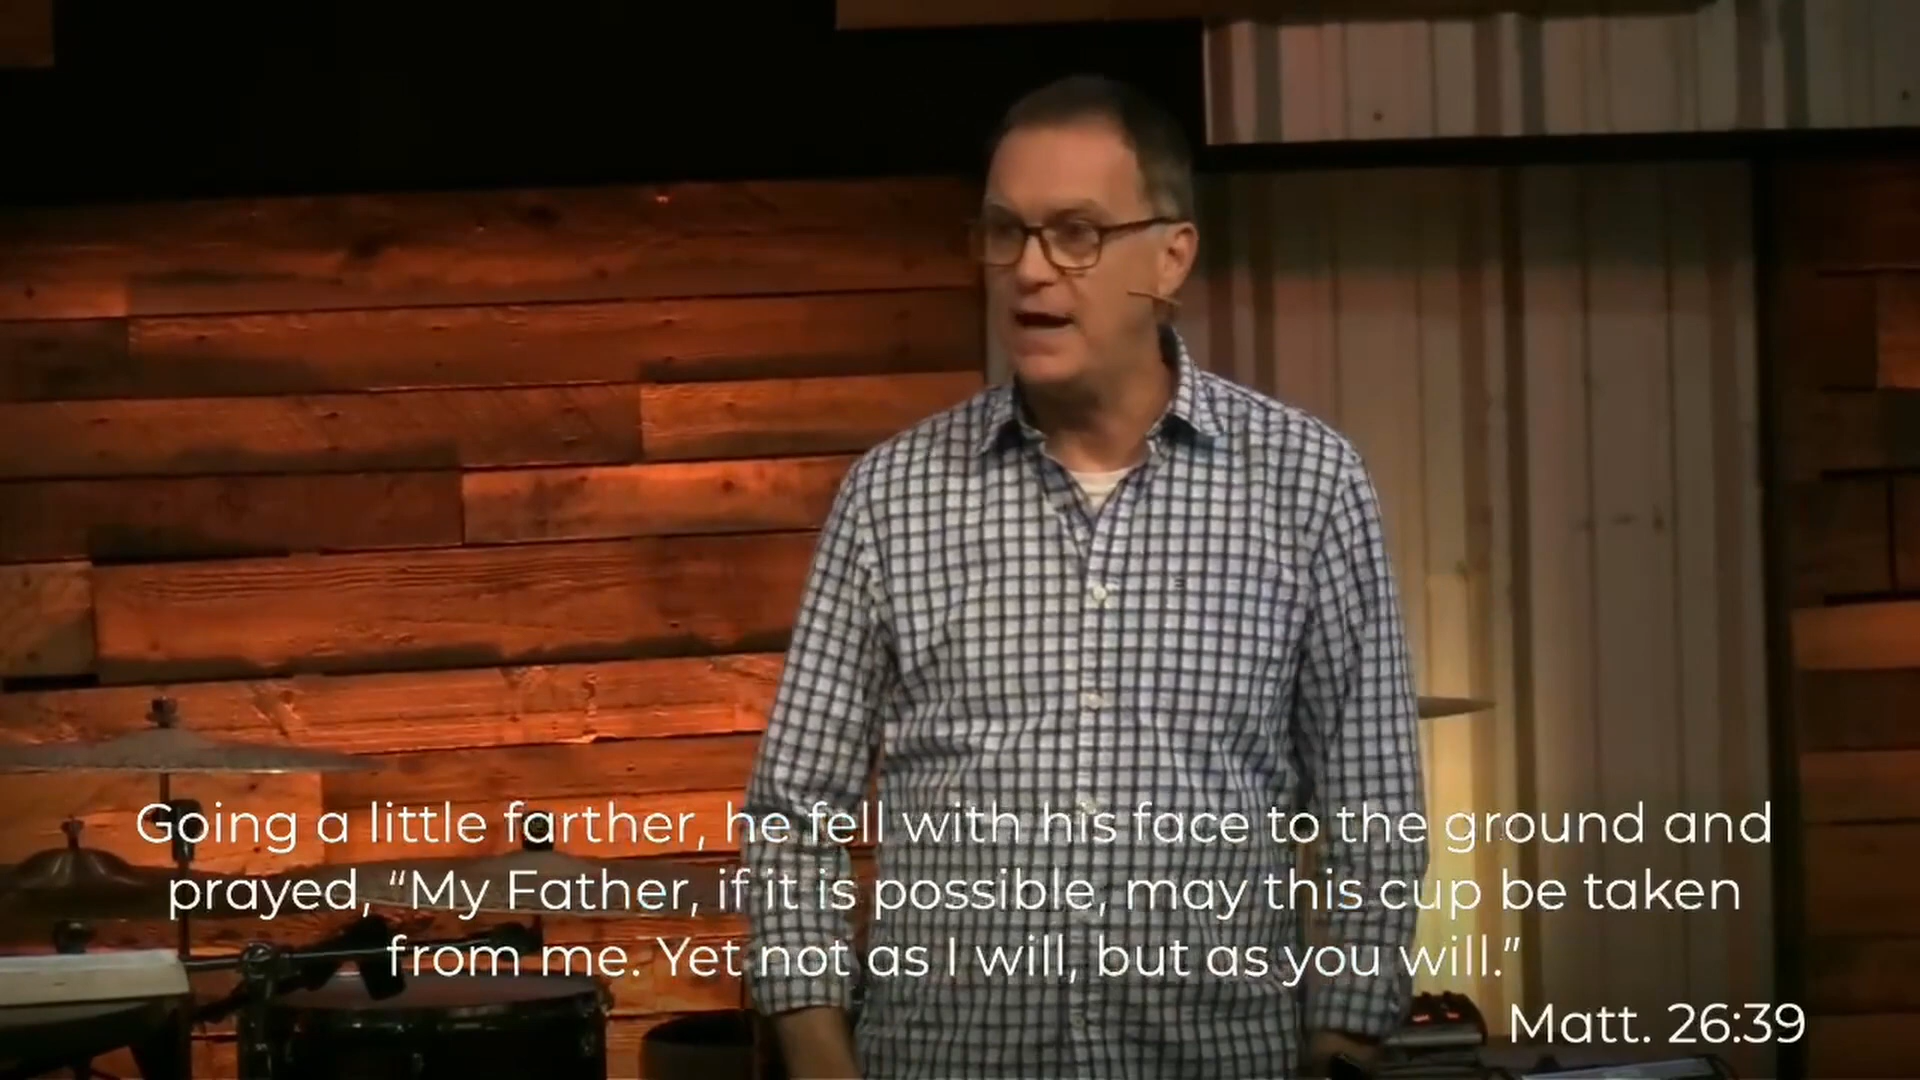 Going a little farther, he fell with his face to the ground and
prayed, “My Father, if it is possible, may this cup be taken
from me. Yet not as I will, but as you will.”
Matt. 26:39